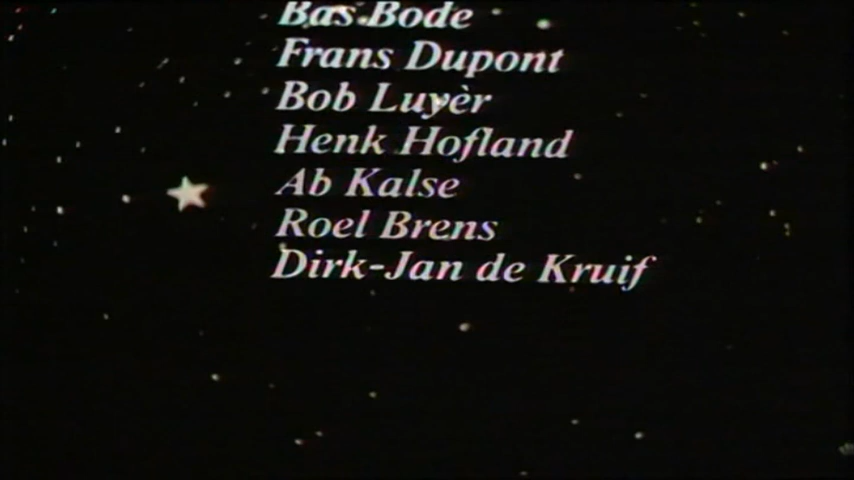 Bas Bode
Frans Dupont
Bob Luyèr
Henk Hofland
Ab Kalse
Roel Brens
Dirk-Jan de Kruif